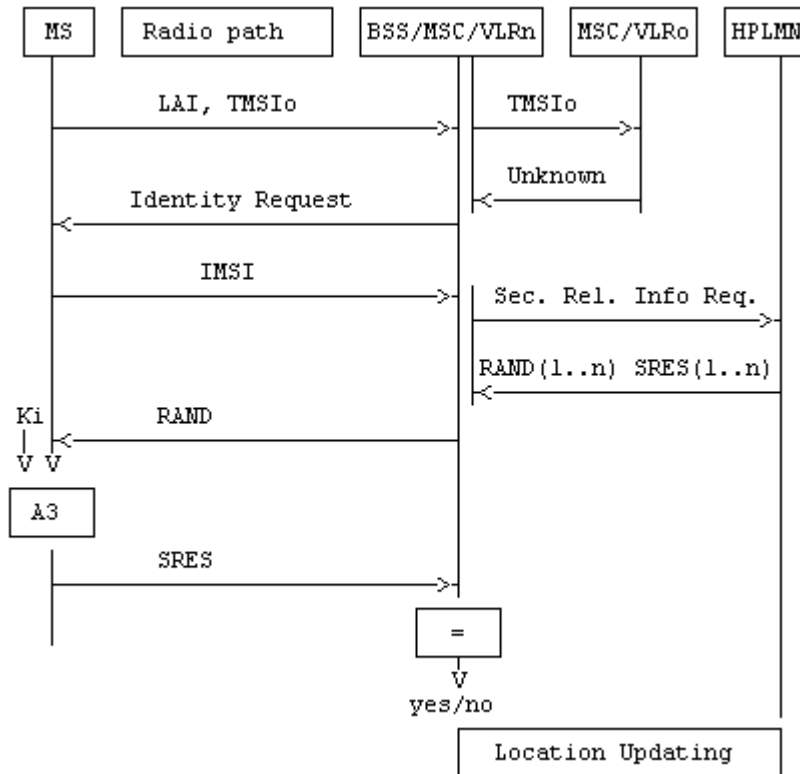 MS Radio path BSS/MSC/VLRn MSC/VLRo HPLMN
LAI, TMSIo TMSIo
Unknown
Identity Request
IMSI
Sec. Rel. Info Req.
RAND(1..n) SRES(1..n)
Ki RAND
A3
SRES
=
yes/no
Location Updating